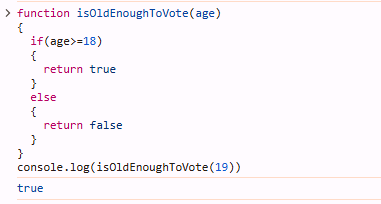 function isOldEnoughToVote(age)
{
  if(age>=18)
  {
    return true
  }
  else
  {
    return false
  }
}
console.log(isOldEnoughToVote(19))
true